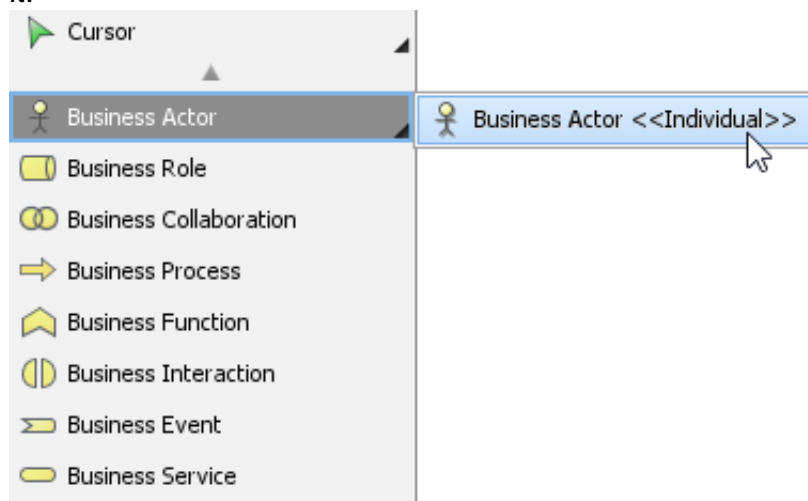 Cursor
Business Actor
Business Actor <<Individual>>
Business Role
Business Collaboration
Business Process
Business Function
Business Interaction
Business Event
Business Service